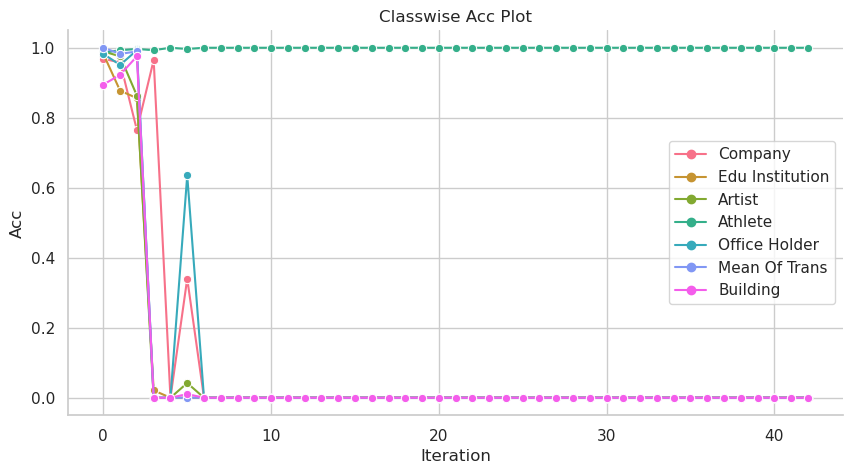 Classwise Acc Plot
1.0
0.8
0.6
0.4
0.2
0.0
Acc
Company
Edu Institution
Artist
Athlete
Office Holder
Mean Of Trans
Building
0
10
20
30
40
Iteration